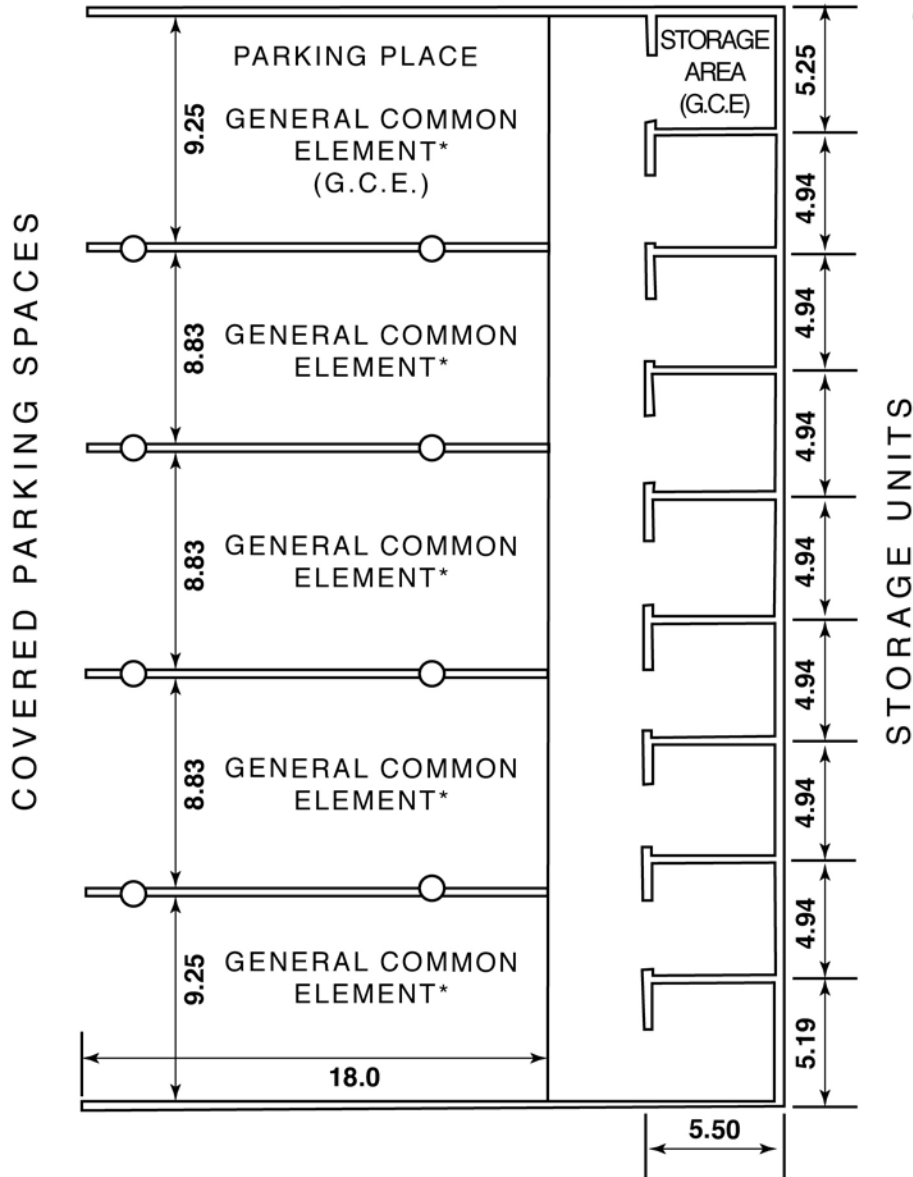 COVERED PARKING SPACES
PARKING PLACE
9.25
GENERAL COMMON
ELEMENT*
(G.C.E.)
8.83
GENERAL COMMON
ELEMENT*
8.83
GENERAL COMMON
ELEMENT*
8.83
GENERAL COMMON
ELEMENT*
9.25
GENERAL COMMON
ELEMENT*
18.0
STORAGE
AREA
(G.C.E)
5.25
4.94
4.94
4.94
4.94
4.94
4.94
4.94
5.19
5.50
STORAGE UNITS